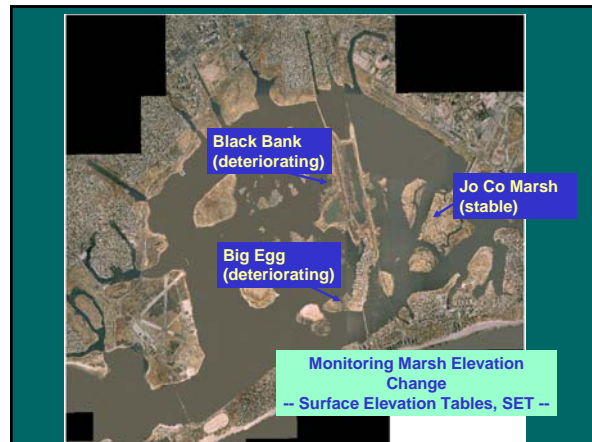 Black Bank
(deteriorating)
Jo Co Marsh
(stable)
Big Egg
(deteriorating)
Monitoring Marsh Elevation
Change
-- Surface Elevation Tables, SET --